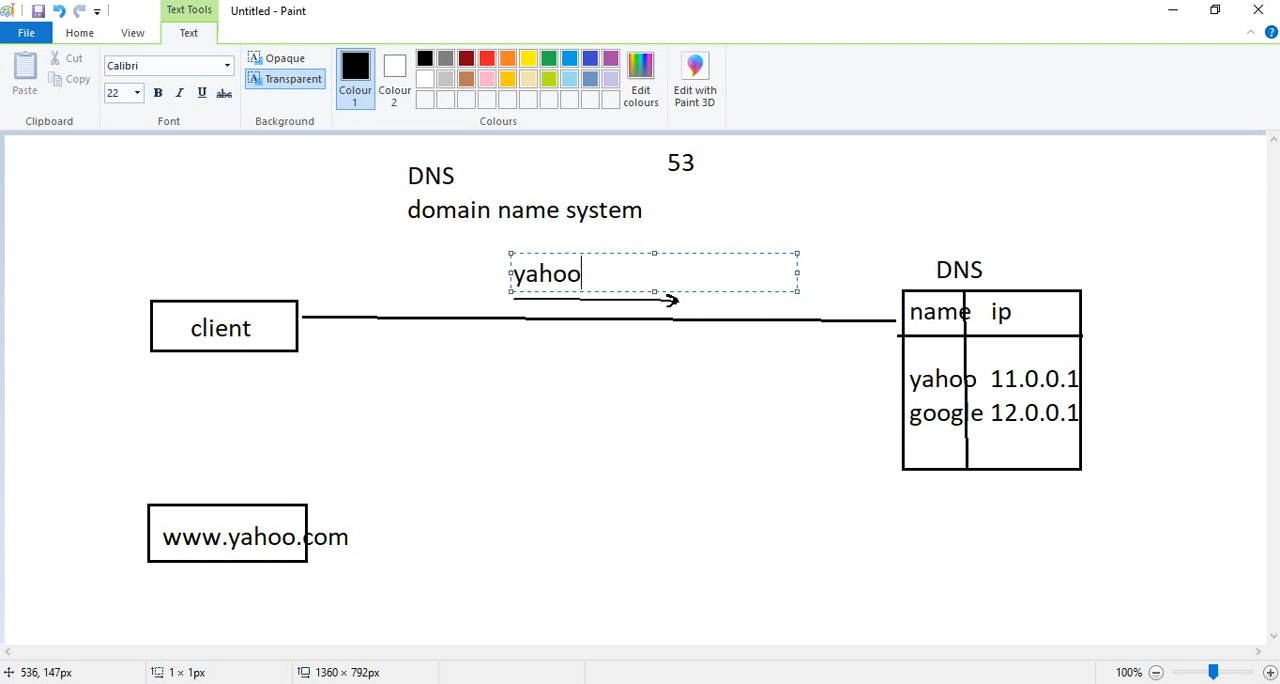 Text Tools
Untitled - Paint
File
Home
View
Text
Paste
Cut
Copy
Clipboard
Calibri
22
B I U abc
Font
Opaque
Transparent
Background
Colour 1
Colour 2
Edit colours
Colours
Edit with Paint 3D
53
DNS
domain name system
yahoo
DNS
name ip
client
yahoo 11.0.0.1
google 12.0.0.1
www.yahoo.com
536, 147px
1 × 1px
1360 × 792px
100%